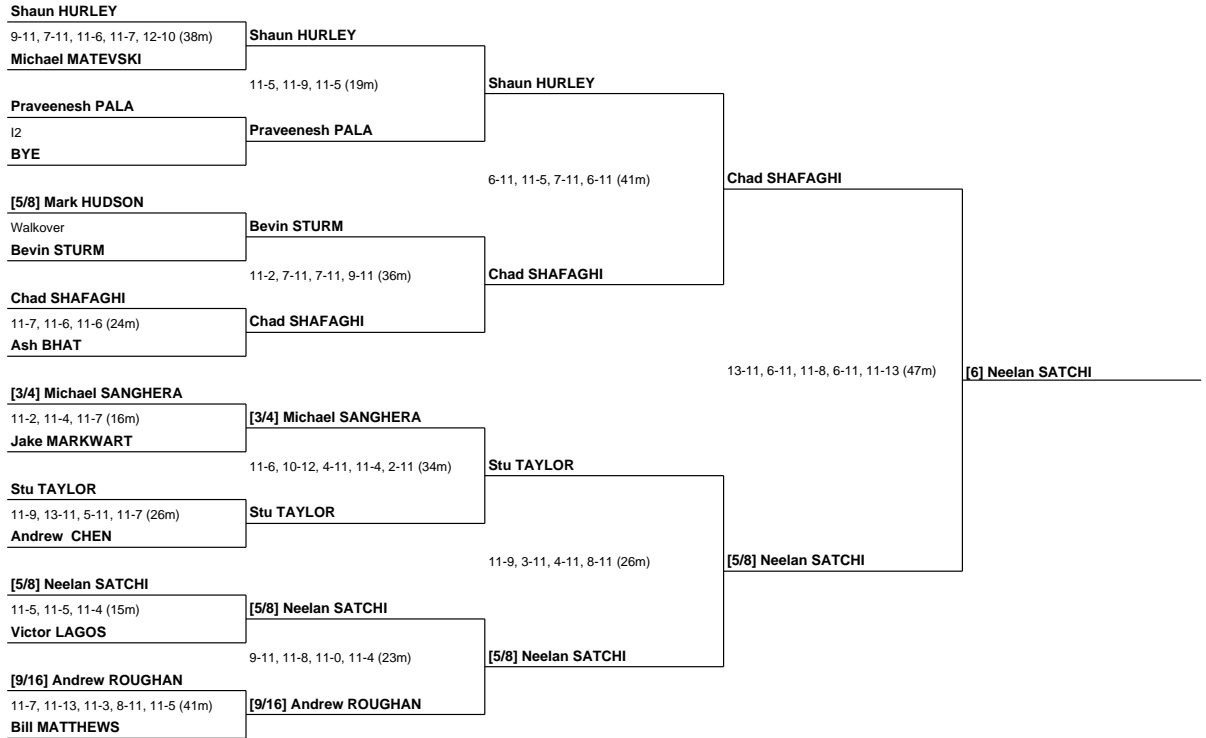 Shaun HURLEY
9-11, 7-11, 11-6, 11-7, 12-10 (38m)
Michael MATEVSKI
Praveenesh PALA
I2
BYE
[5/8] Mark HUDSON
Walkover
Bevin STURM
Chad SHAFAGHI
11-7, 11-6, 11-6 (24m)
Ash BHAT
[3/4] Michael SANGHERA
11-2, 11-4, 11-7 (16m)
Jake MARKWART
Stu TAYLOR
11-9, 13-11, 5-11, 11-7 (26m)
Andrew CHEN
[5/8] Neelan SATCHI
11-5, 11-5, 11-4 (15m)
Victor LAGOS
[9/16] Andrew ROUGHAN
11-7, 11-13, 11-3, 8-11, 11-5 (41m)
Bill MATTHEWS
Shaun HURLEY
11-5, 11-9, 11-5 (19m)
Praveenesh PALA
Bevin STURM
11-2, 7-11, 7-11, 9-11 (36m)
Chad SHAFAGHI
[3/4] Michael SANGHERA
11-6, 10-12, 4-11, 11-4, 2-11 (34m)
Stu TAYLOR
[5/8] Neelan SATCHI
9-11, 11-8, 11-0, 11-4 (23m)
[9/16] Andrew ROUGHAN
Shaun HURLEY
6-11, 11-5, 7-11, 6-11 (41m)
Chad SHAFAGHI
Stu TAYLOR
11-9, 3-11, 4-11, 8-11 (26m)
[5/8] Neelan SATCHI
Chad SHAFAGHI
13-11, 6-11, 11-8, 6-11, 11-13 (47m)
[5/8] Neelan SATCHI
[6] Neelan SATCHI